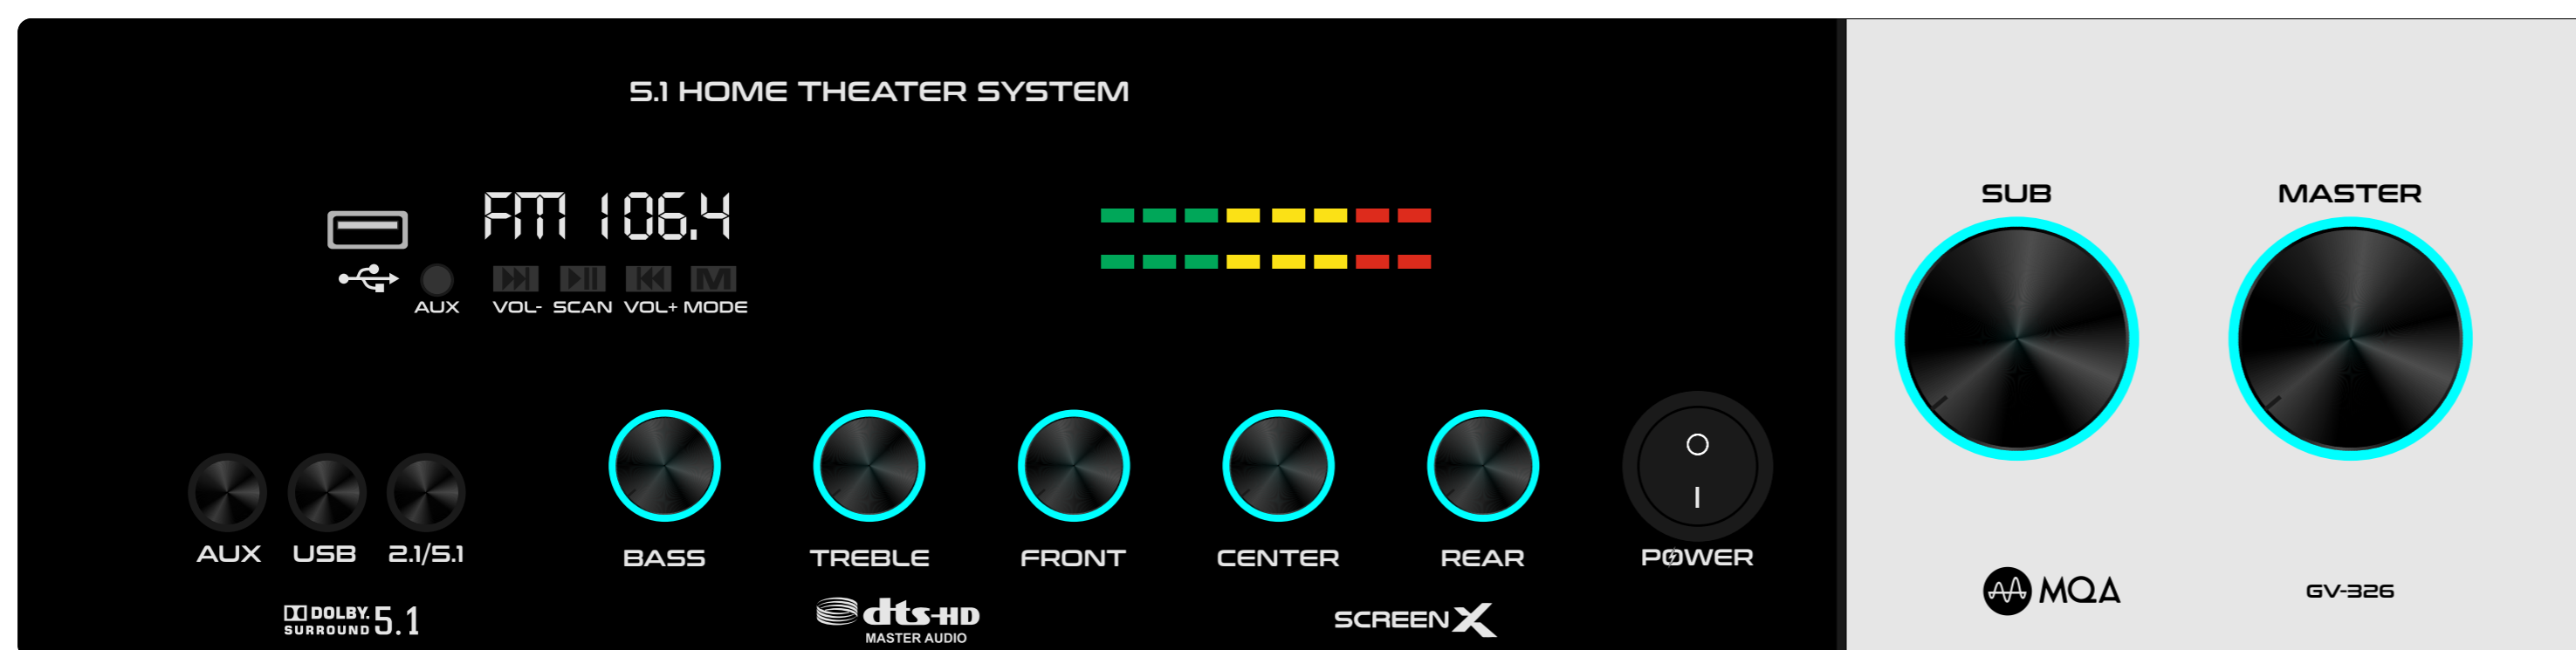 5.1 HOME THEATER SYSTEM
FM 106.4
M
AUX VOL- SCAN VOL+ MODE
SUB MASTER
AUX USB 2.1/5.1 BASS TREBLE FRONT CENTER REAR POWER
DOLBY.
SURROUND 5.1
dts-HD
MASTER AUDIO
SCREENX
MQA
GV-326